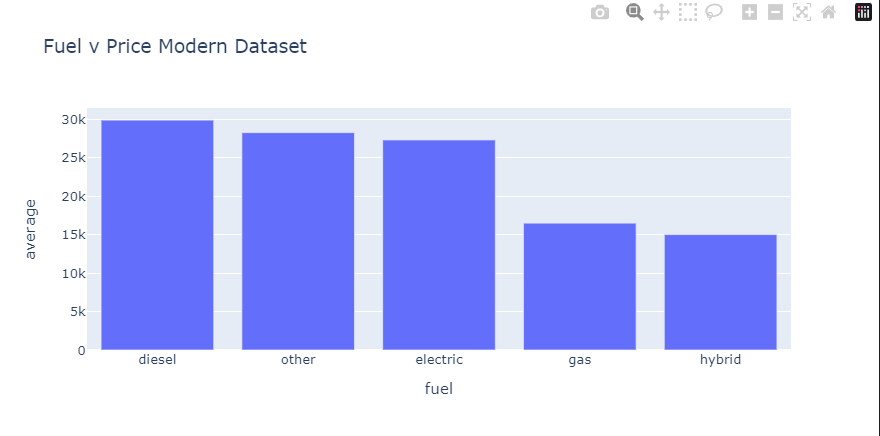 Fuel v Price Modern Dataset
30k
25k
20k
15k
10k
5k
0
average
diesel other electric gas hybrid
fuel